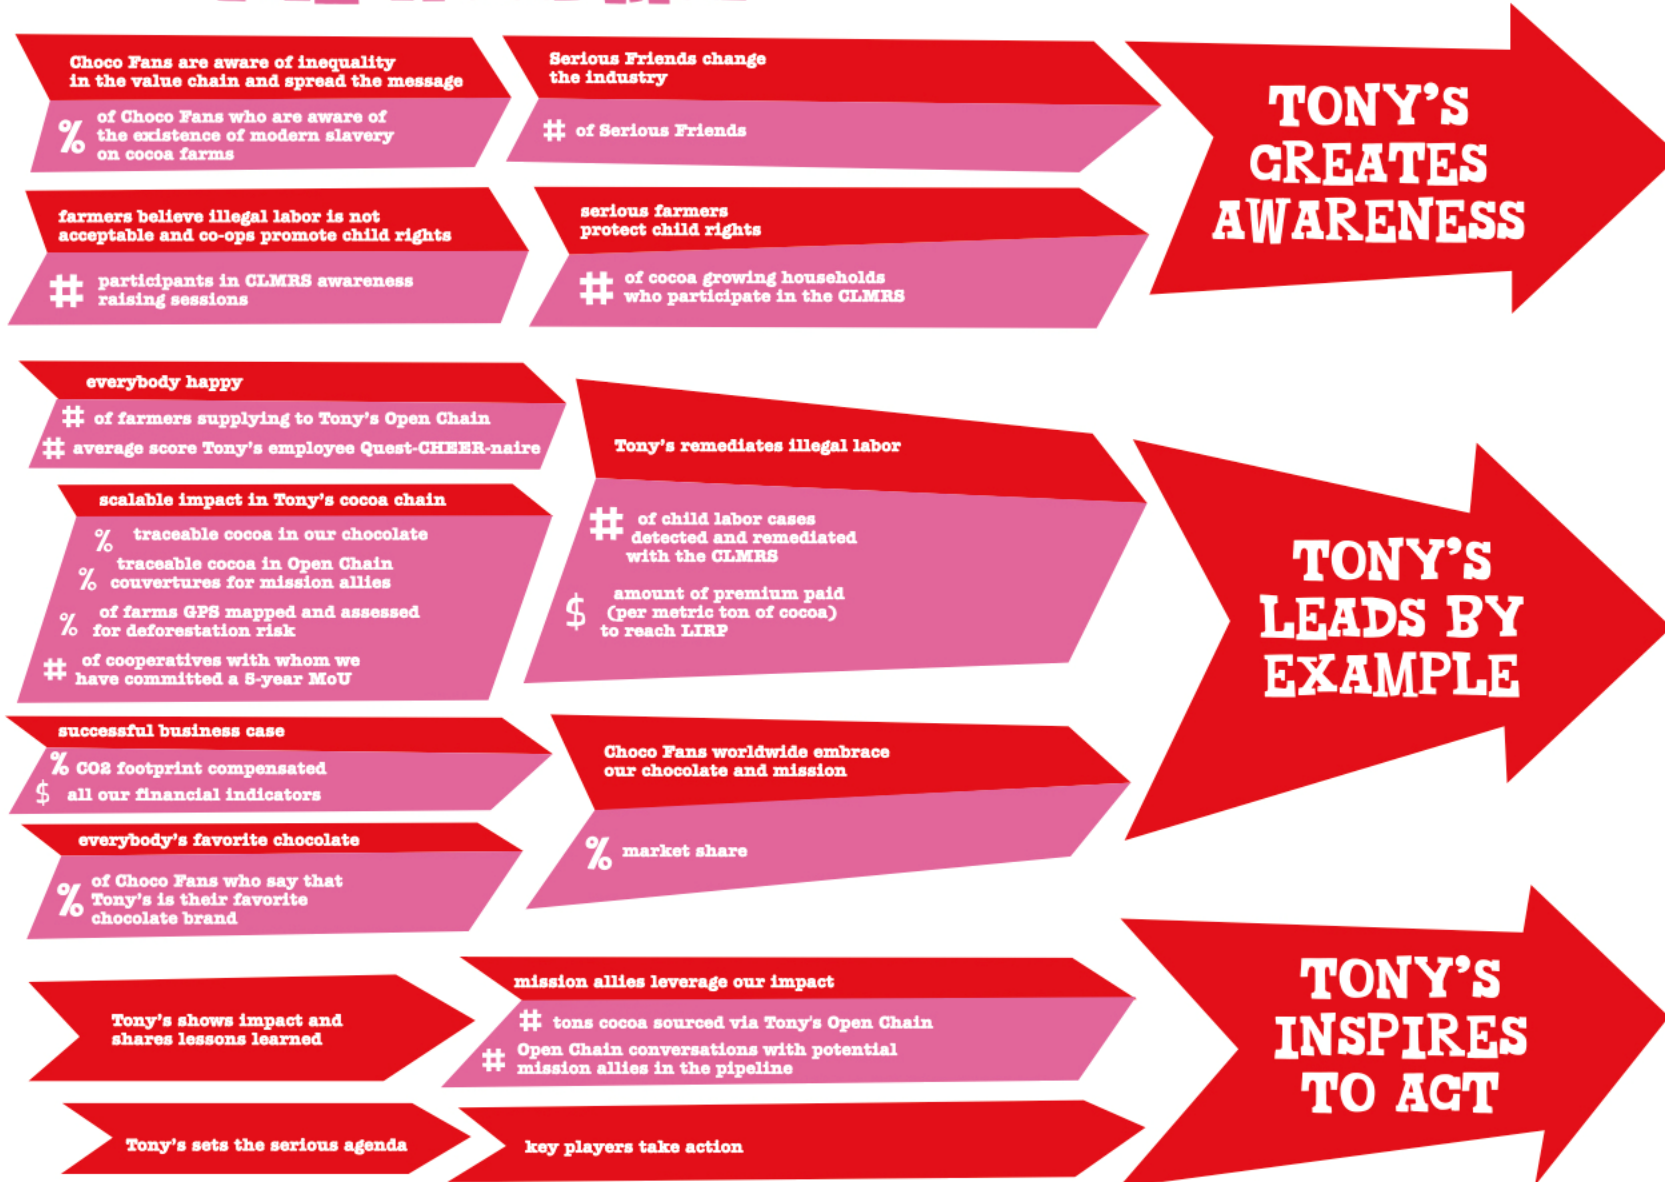 Choco Fans are aware of inequality
in the value chain and spread the message
% of Choco Fans who are aware of
the existence of modern slavery
on cocoa farms
Serious Friends change
the industry
# of Serious Friends
farmers believe illegal labor is not
acceptable and co-ops promote child rights
# participants in CLMRS awareness
raising sessions
serious farmers
protect child rights
# of cocoa growing households
who participate in the CLMRS
TONY'S
CREATES
AWARENESS
everybody happy
# of farmers supplying to Tony's Open Chain
# average score Tony's employee Quest-CHEER-naire
scalable impact in Tony's cocoa chain
% traceable cocoa in our chocolate
% traceable cocoa in Open Chain
couvertures for mission allies
% of farms GPS mapped and assessed
for deforestation risk
# of cooperatives with whom we
have committed a 5-year MoU
Tony's remediates illegal labor
# of child labor cases
detected and remediated
with the CLMRS
$ amount of premium paid
(per metric ton of cocoa)
to reach LIRP
successful business case
% CO2 footprint compensated
$ all our financial indicators
everybody's favorite chocolate
% of Choco Fans who say that
Tony's is their favorite
chocolate brand
Choco Fans worldwide embrace
our chocolate and mission
% market share
TONY'S
LEADS BY
EXAMPLE
Tony's shows impact and
shares lessons learned
mission allies leverage our impact
# tons cocoa sourced via Tony's Open Chain
# Open Chain conversations with potential
mission allies in the pipeline
Tony's sets the serious agenda
key players take action
TONY'S
INSPIRES
TO ACT